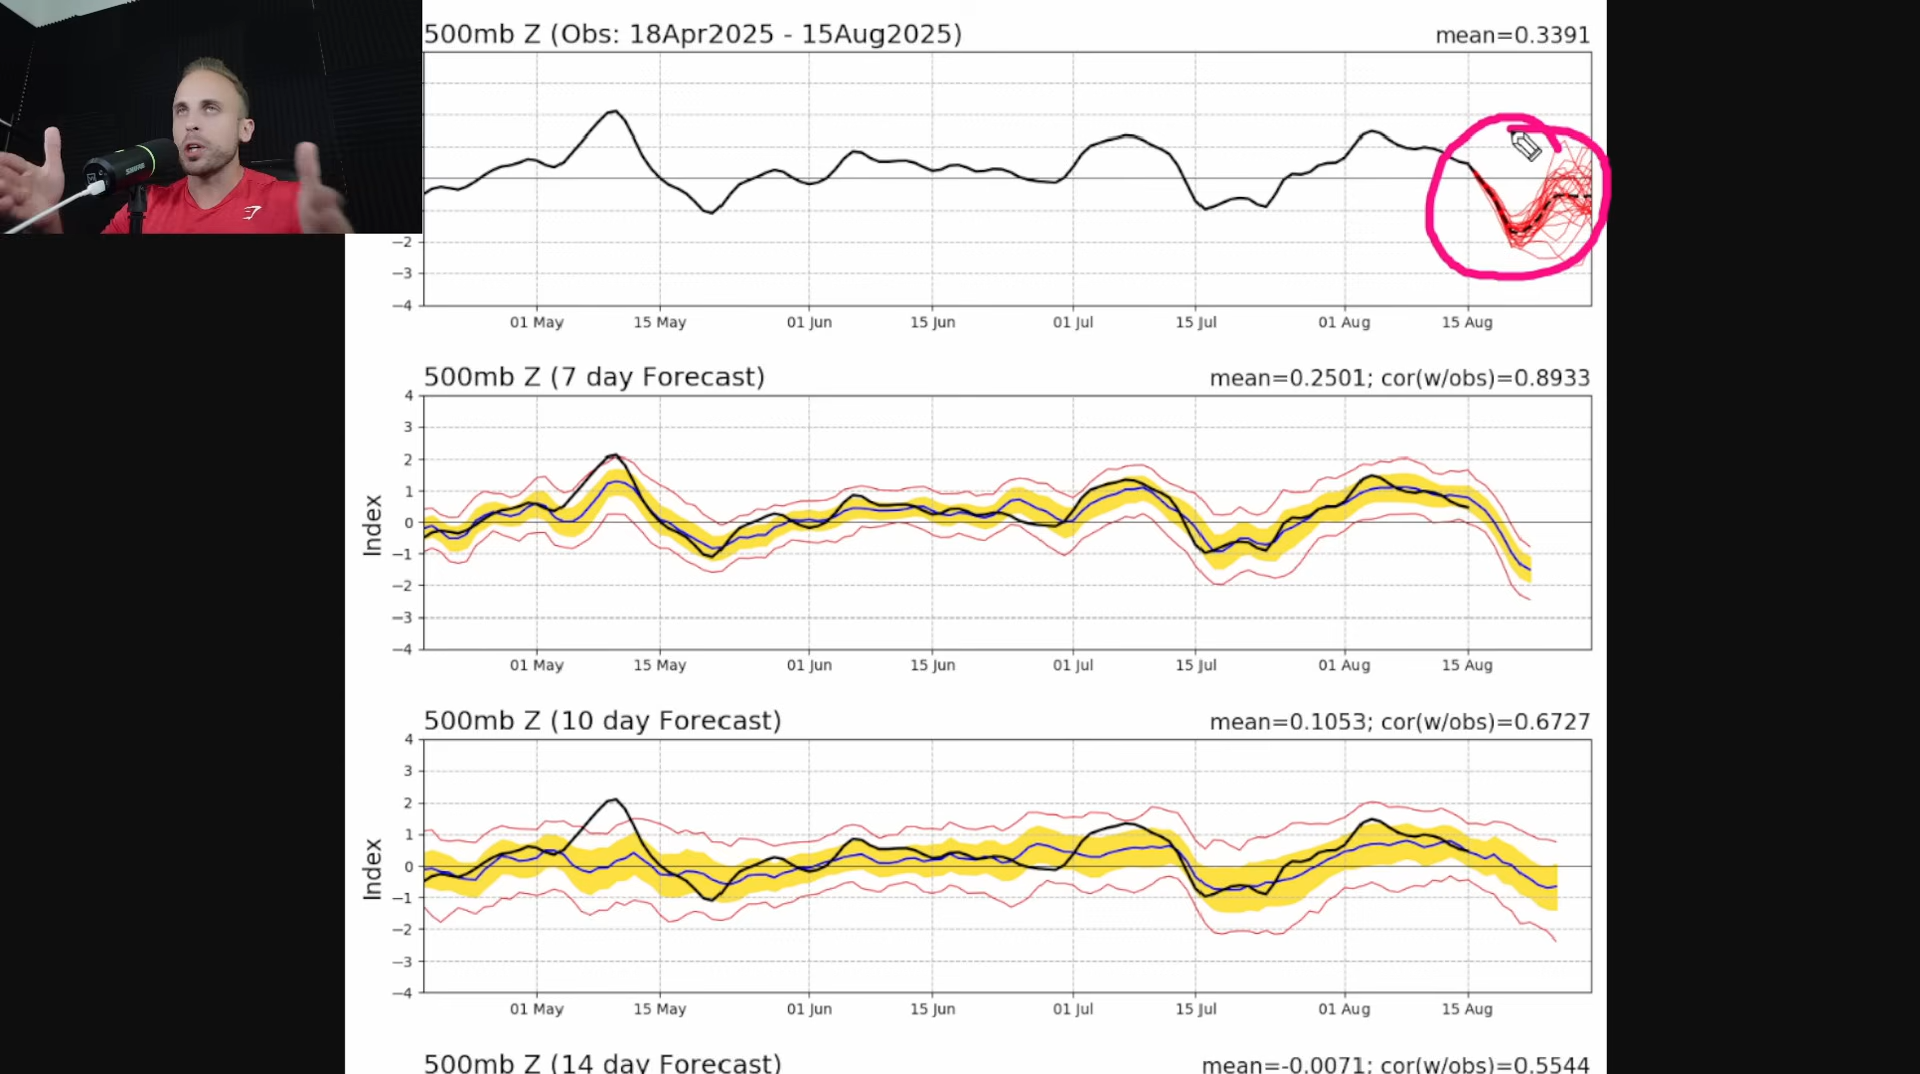 500mb Z (Obs: 18Apr2025 - 15Aug2025)
mean=0.3391
SHURE
−2
−3
−4
01 May
15 May
01 Jun
15 Jun
01 Jul
15 Jul
01 Aug
15 Aug
500mb Z (7 day Forecast)
mean=0.2501; cor(w/obs)=0.8933
4
3
2
1
0
−1
−2
−3
−4
Index
01 May
15 May
01 Jun
15 Jun
01 Jul
15 Jul
01 Aug
15 Aug
500mb Z (10 day Forecast)
mean=0.1053; cor(w/obs)=0.6727
4
3
2
1
0
−1
−2
−3
−4
Index
01 May
15 May
01 Jun
15 Jun
01 Jul
15 Jul
01 Aug
15 Aug
500mb Z (14 day Forecast)
mean=-0.0071; cor(w/obs)=0.5544